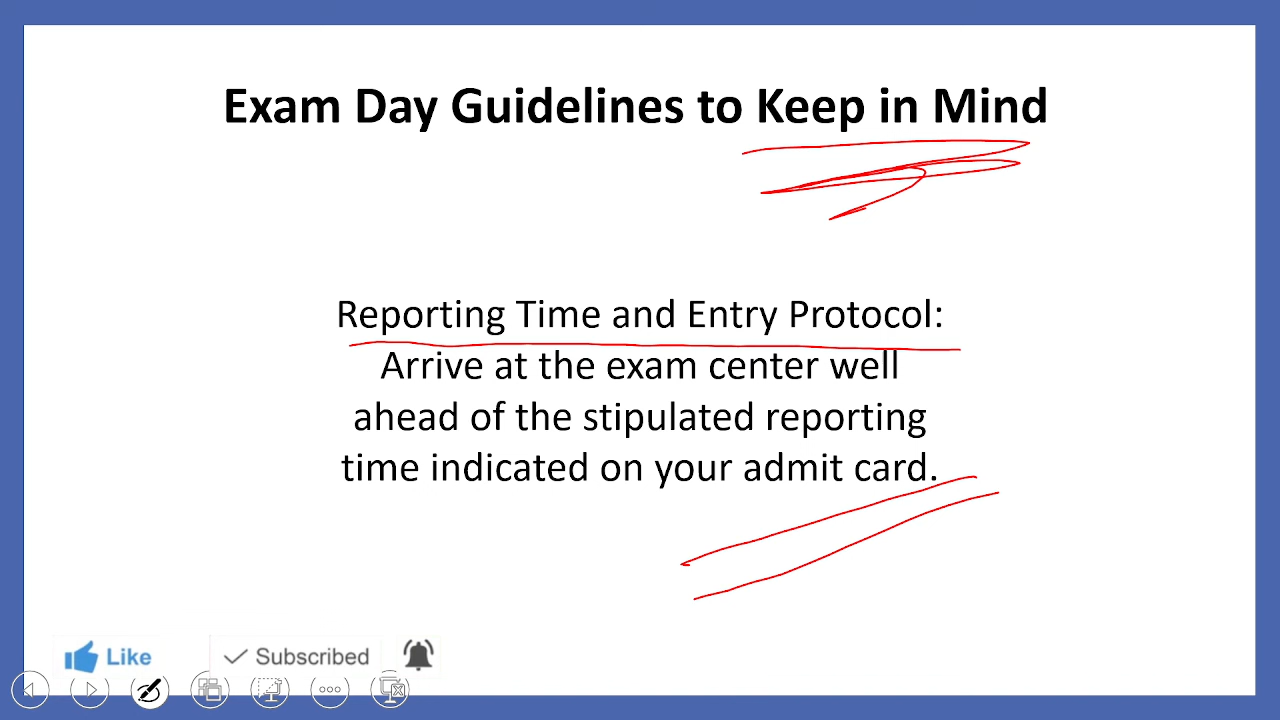 Exam Day Guidelines to Keep in Mind
Reporting Time and Entry Protocol:
Arrive at the exam center well
ahead of the stipulated reporting
time indicated on your admit card.
Like
Subscribed